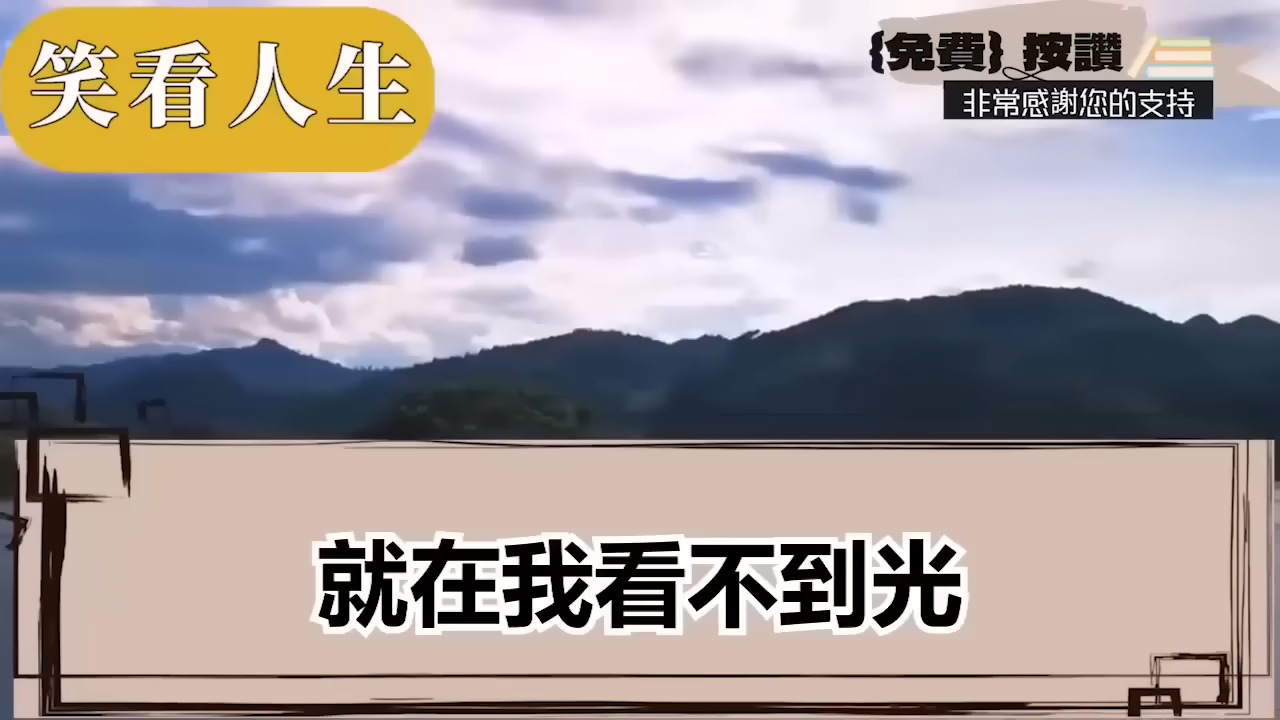 笑看人生
{免費} 按讚
非常感謝您的支持
就在我看不到光